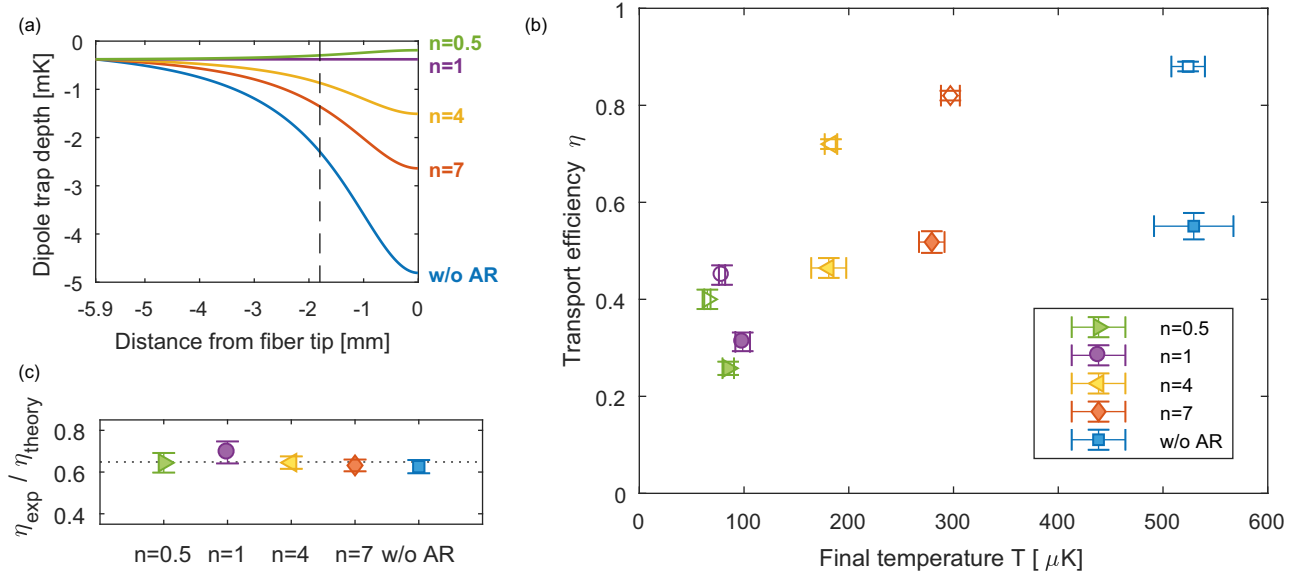 (a)
Dipole trap depth [mK]
0
-1
-2
-3
-4
-5
-5.9
-5
-4
-3
-2
-1
0
Distance from fiber tip [mm]
n=0.5
n=1
n=4
n=7
w/o AR
(b)
Transport efficiency η
1
0.8
0.6
0.4
0.2
0
0
100
200
300
400
500
600
Final temperature T [ μK]
n=0.5
n=1
n=4
n=7
w/o AR
(c)
η_exp / η_theory
0.8
0.6
0.4
n=0.5
n=1
n=4
n=7
w/o AR